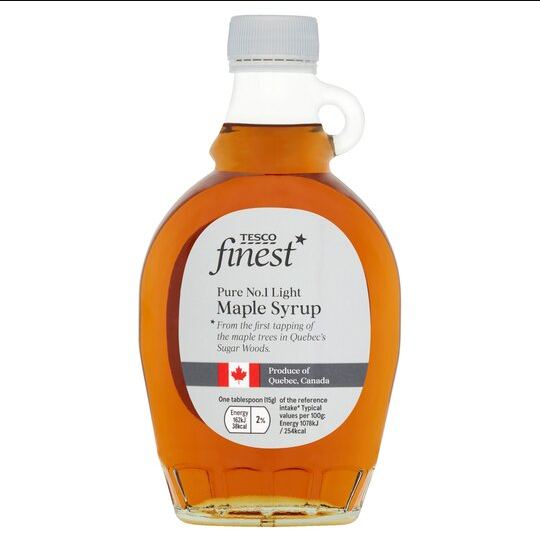 TESCO
finest*
Pure No.1 Light
Maple Syrup
* From the first tapping of
the maple trees in Quebec's
Sugar Woods.
Produce of
Quebec, Canada
One tablespoon (15g) of the reference
intake* Typical
values per 100g:
Energy 1078kJ
/ 254kcal
Energy
162kJ
38kcal
2%